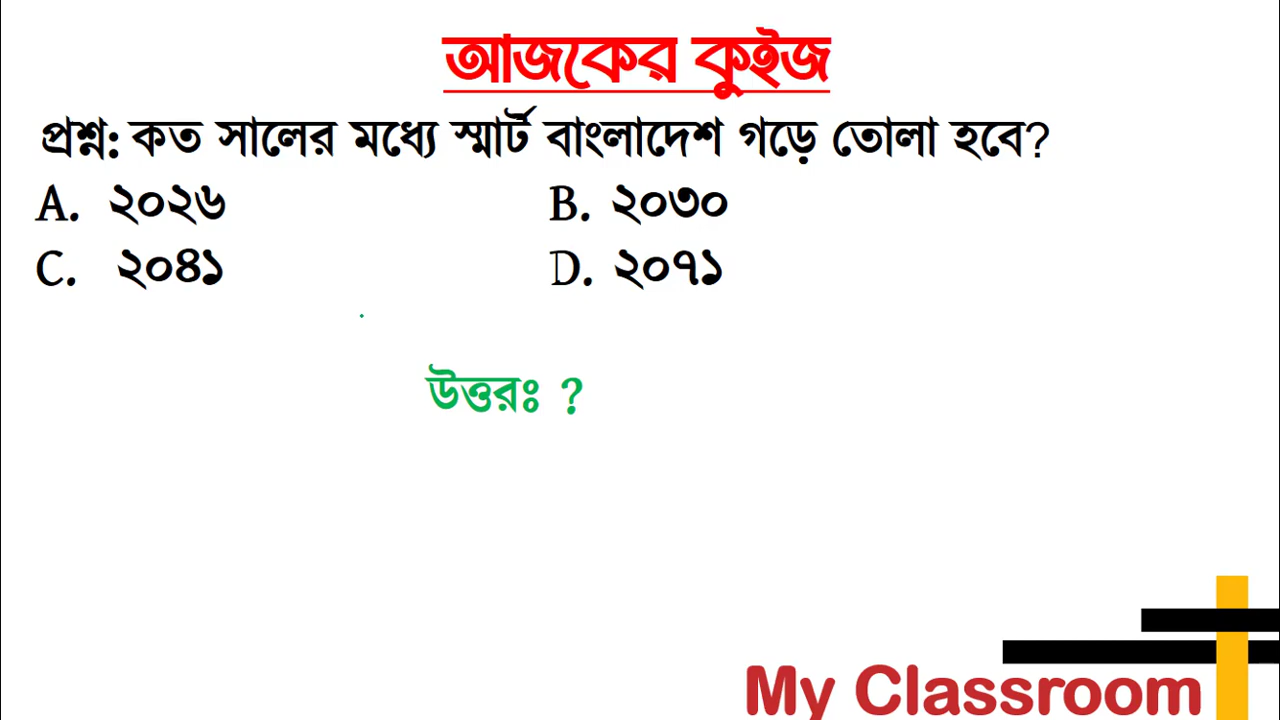 আজকের কুইজ
প্রশ্ন: কত সালের মধ্যে স্মার্ট বাংলাদেশ গড়ে তোলা হবে?
A. ২০২৬ B. ২০৩০
C. ২০৪১ D. ২০৭১
উত্তরঃ ?
My Classroom